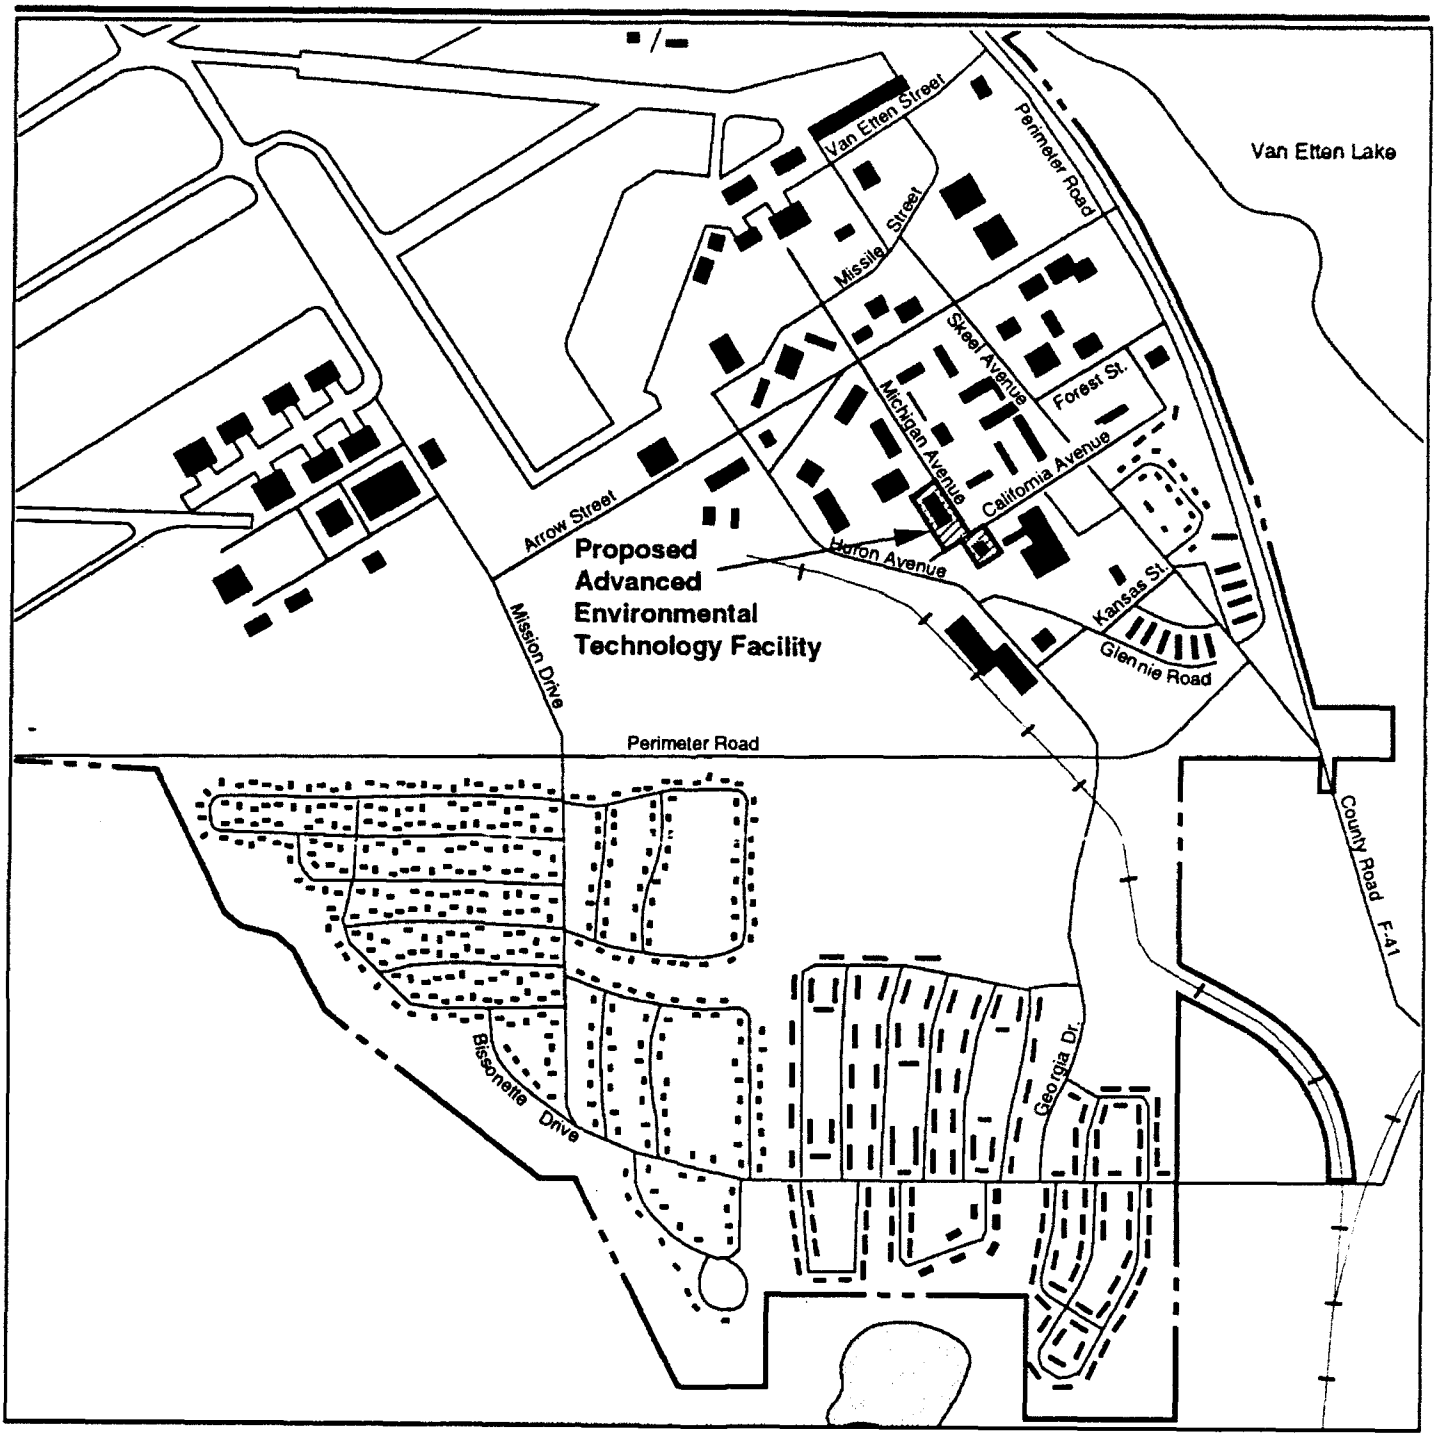 Van Etten Street
Perimeter Road
Van Etten Lake
Missile Street
Skeel Avenue
Michigan Avenue
Forest St.
California Avenue
Arrow Street
Huron Avenue
Proposed
Advanced
Environmental
Technology Facility
Kansas St.
Glennie Road
Mission Drive
Perimeter Road
County Road F-41
Bissonette Drive
Georgia Dr.